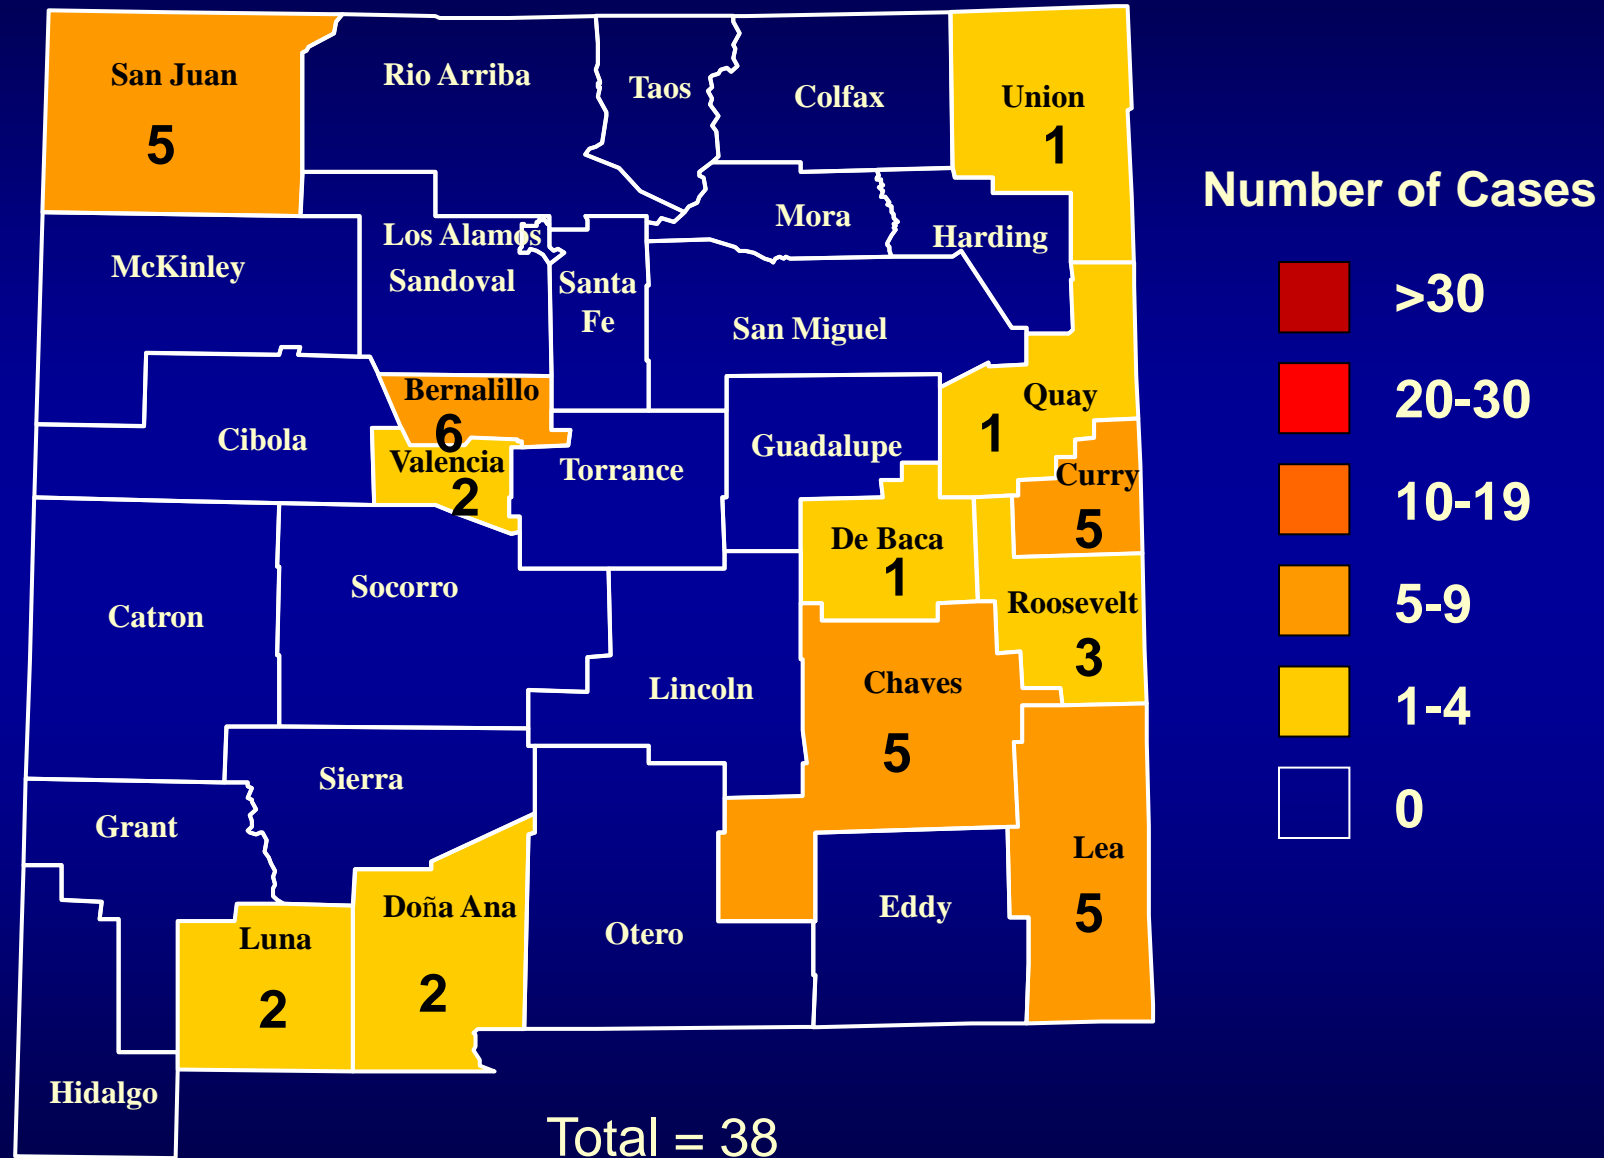 San Juan
5
Rio Arriba
Taos
Colfax
Union
1
McKinley
Los Alamos
Sandoval
Santa
Fe
Mora
Harding
San Miguel
Bernalillo
6
Cibola
Valencia
2
Torrance
Guadalupe
Quay
1
Curry
5
De Baca
1
Roosevelt
3
Catron
Socorro
Lincoln
Chaves
5
Sierra
Grant
Lea
5
Luna
2
Doña Ana
2
Otero
Eddy
Hidalgo
Total = 38
Number of Cases
>30
20-30
10-19
5-9
1-4
0